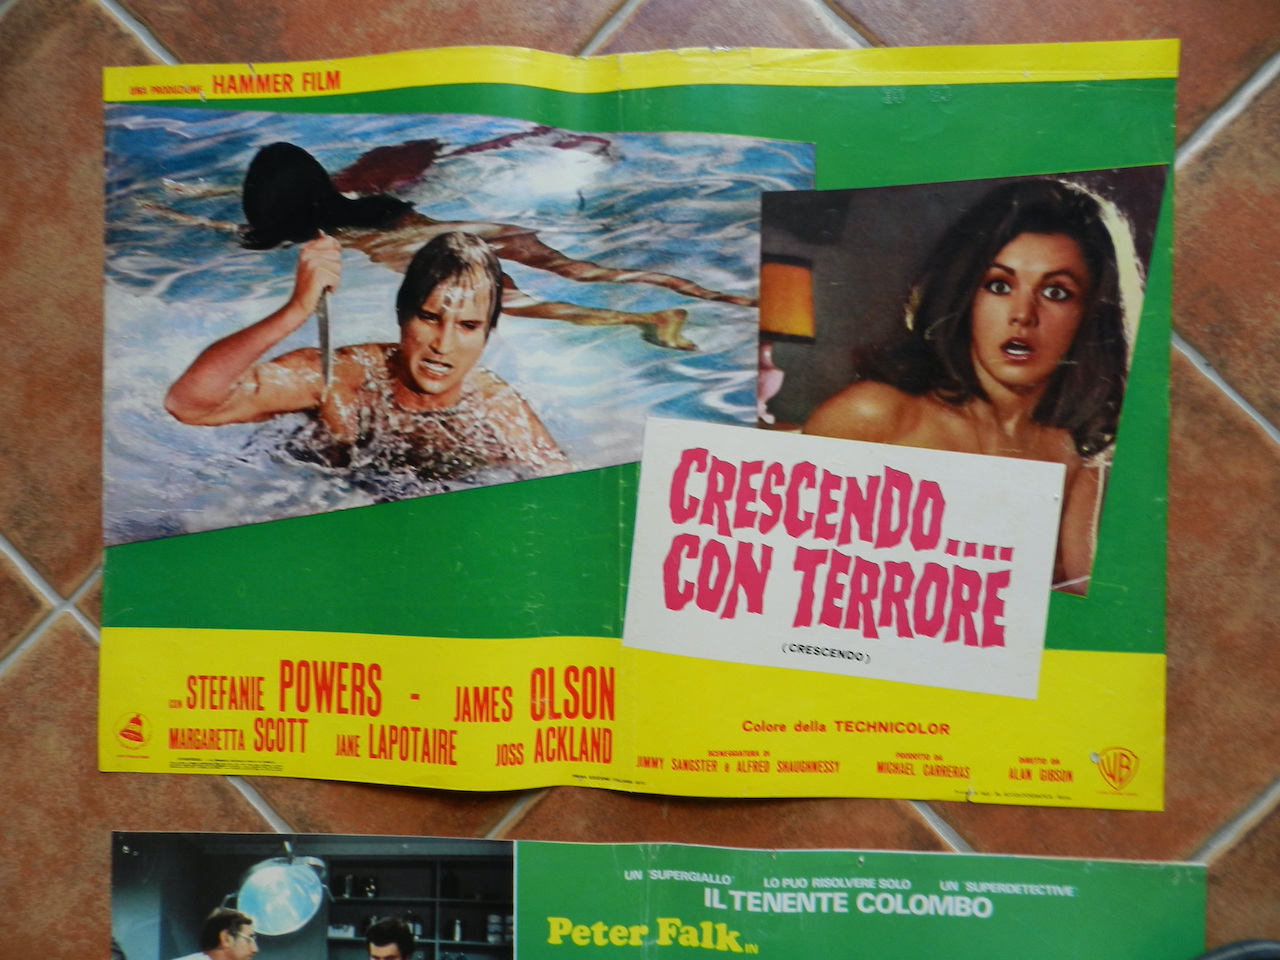 UNA PRODUZIONE HAMMER FILM
CRESCENDO....
CON TERRORE
(CRESCENDO)
CON STEFANIE POWERS - JAMES OLSON
MARGARETTA SCOTT JANE LAPOTAIRE JOSS ACKLAND
Colore della TECHNICOLOR
SCENEGGIATURA DI
JIMMY SANGSTER e ALFRED SHAUGHNESSY
PRODOTTO DA
MICHAEL CARRERAS
DIRETTO DA
ALAN GIBSON
WB
UN 'SUPERGIALLO' LO PUO RISOLVERE SOLO UN 'SUPERDETECTIVE'
IL TENENTE COLOMBO
Peter Falk IN